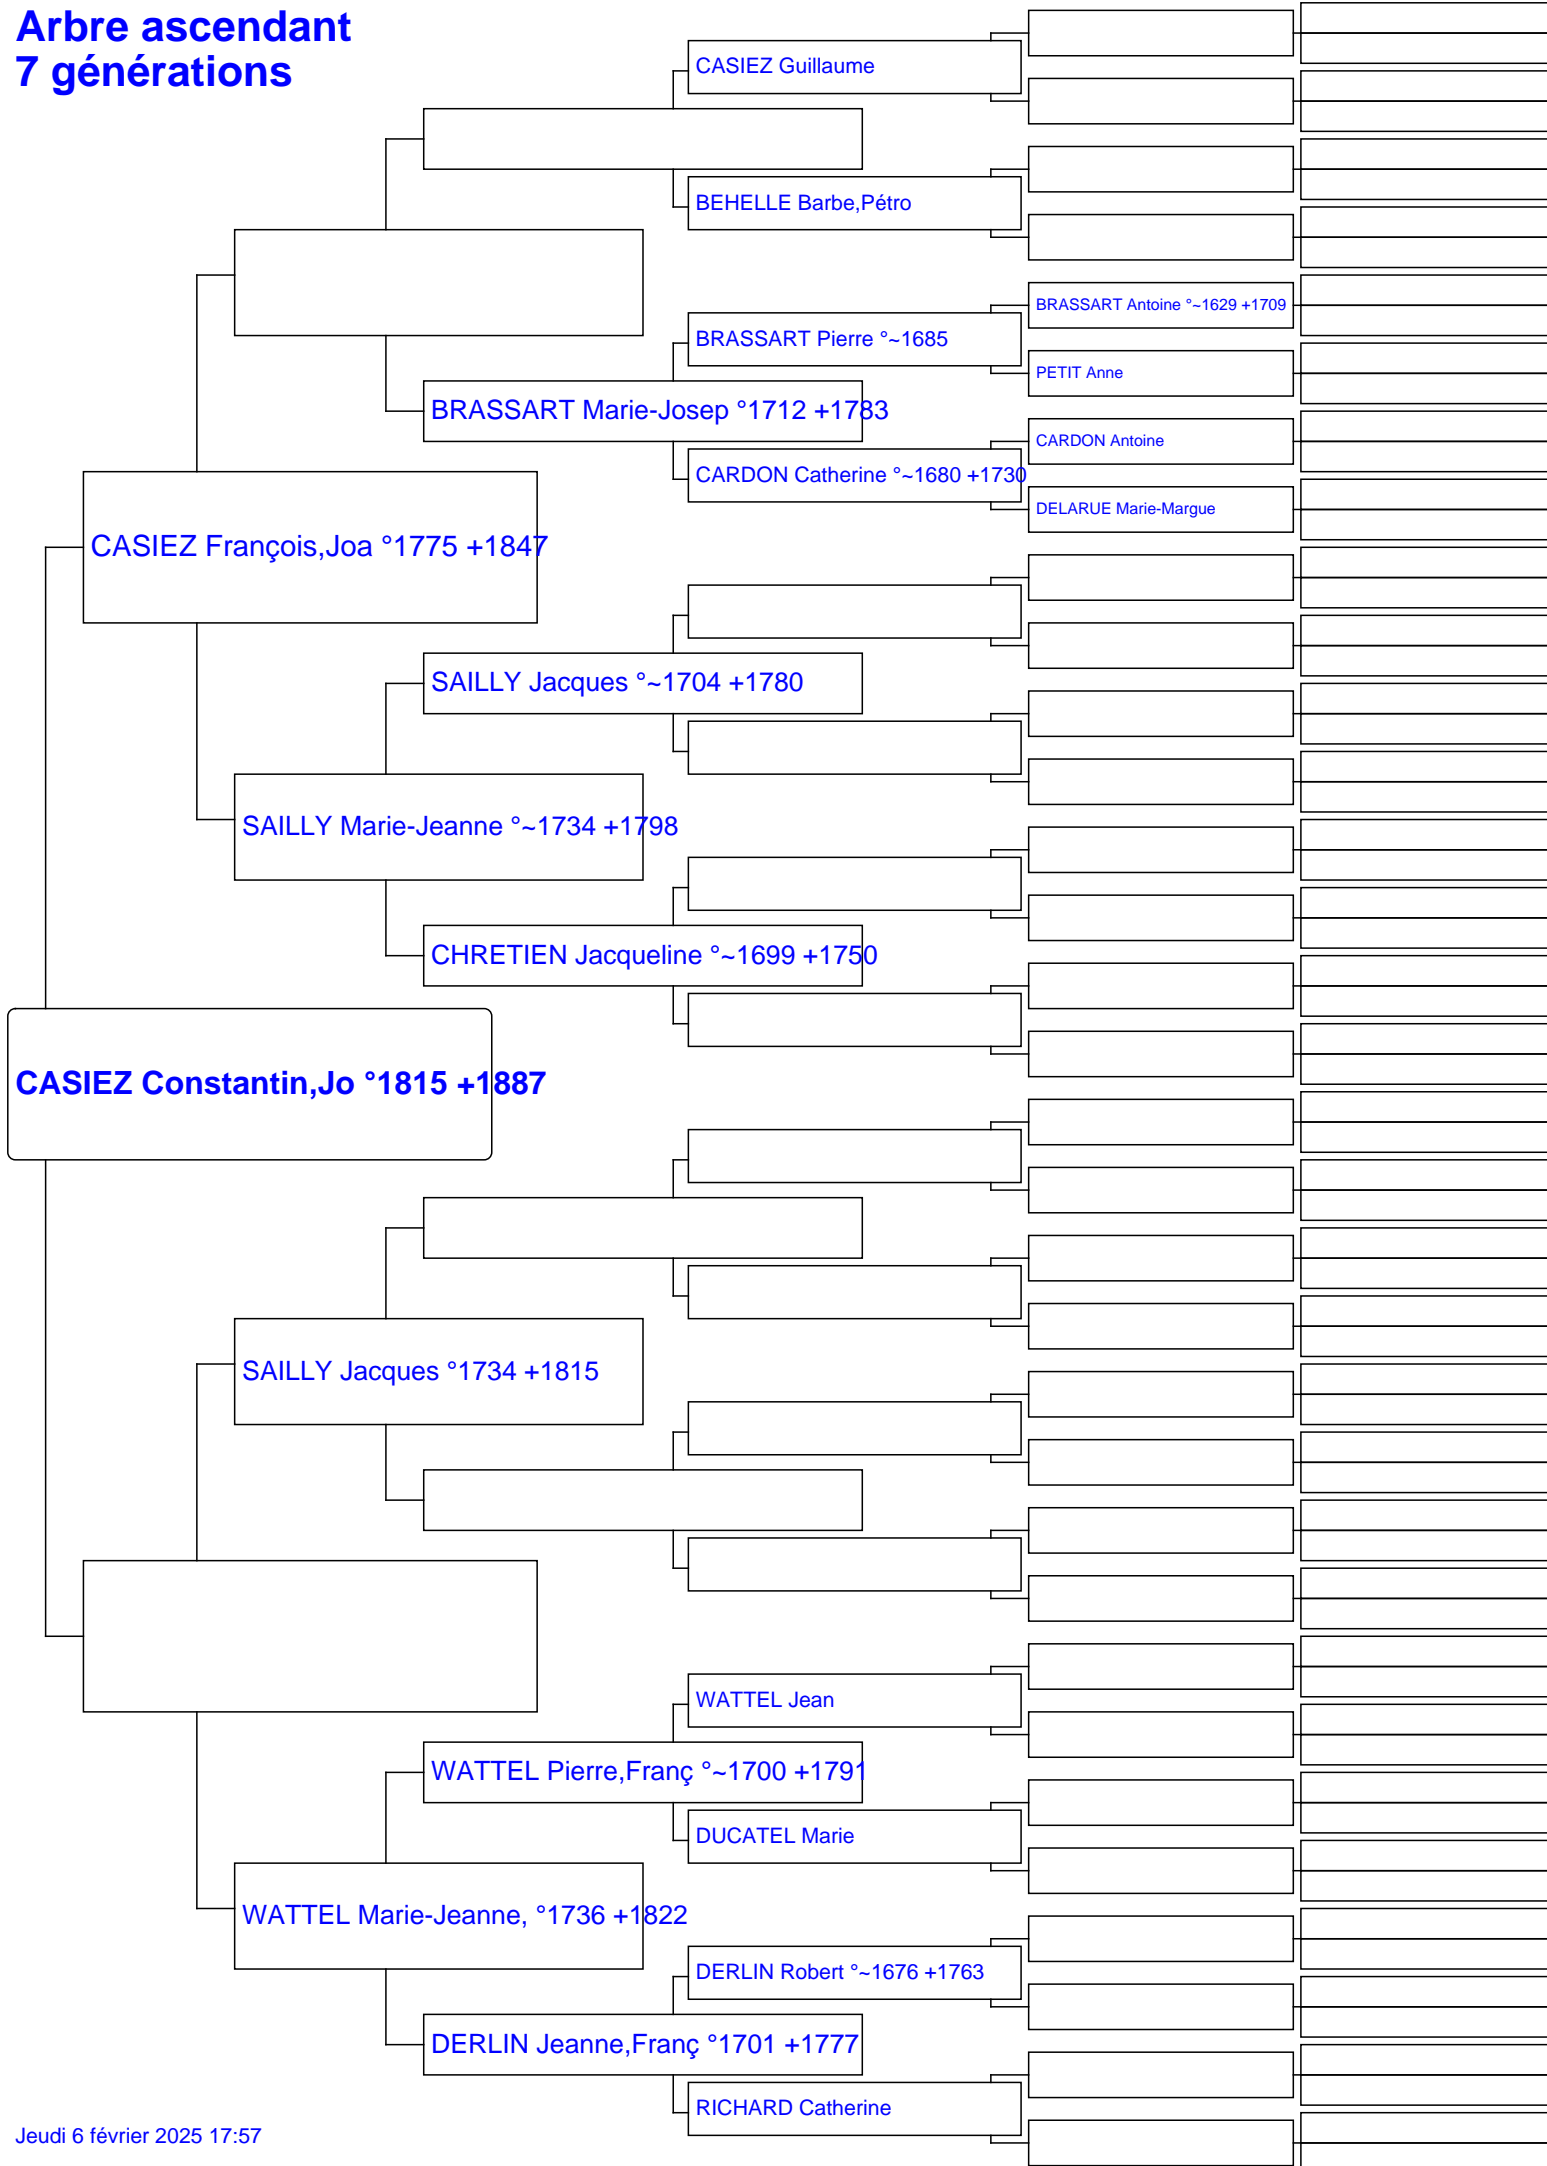 Arbre ascendant
7 générations
CASIEZ Guillaume
BEHELLE Barbe,Pétro
BRASSART Antoine °~1629 +1709
BRASSART Pierre °~1685
PETIT Anne
BRASSART Marie-Josep °1712 +1783
CARDON Antoine
CARDON Catherine °~1680 +1730
DELARUE Marie-Margue
CASIEZ François,Joa °1775 +1847
SAILLY Jacques °~1704 +1780
SAILLY Marie-Jeanne °~1734 +1798
CHRETIEN Jacqueline °~1699 +1750
CASIEZ Constantin,Jo °1815 +1887
SAILLY Jacques °1734 +1815
WATTEL Jean
WATTEL Pierre,Franç °~1700 +1791
DUCATEL Marie
WATTEL Marie-Jeanne, °1736 +1822
DERLIN Robert °~1676 +1763
DERLIN Jeanne,Franç °1701 +1777
RICHARD Catherine
Jeudi 6 février 2025 17:57